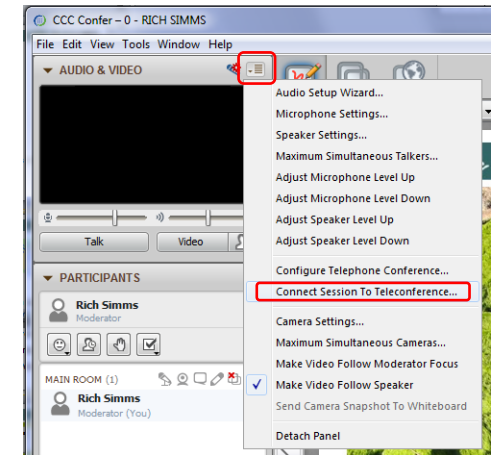 CCC Confer – 0 - RICH SIMMS
File Edit View Tools Window Help
AUDIO & VIDEO
Audio Setup Wizard...
Microphone Settings...
Speaker Settings...
Maximum Simultaneous Talkers...
Adjust Microphone Level Up
Adjust Microphone Level Down
Adjust Speaker Level Up
Adjust Speaker Level Down
Configure Telephone Conference...
Connect Session To Teleconference...
Camera Settings...
Maximum Simultaneous Cameras...
Make Video Follow Moderator Focus
Make Video Follow Speaker
Send Camera Snapshot To Whiteboard
Detach Panel
Talk
Video
PARTICIPANTS
Rich Simms
Moderator
MAIN ROOM (1)
Rich Simms
Moderator (You)